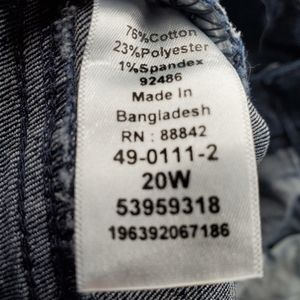 76%Cotton
23%Polyester
1%Spandex
92486
Made In
Bangladesh
RN : 88842
49-0111-2
20W
53959318
196392067186